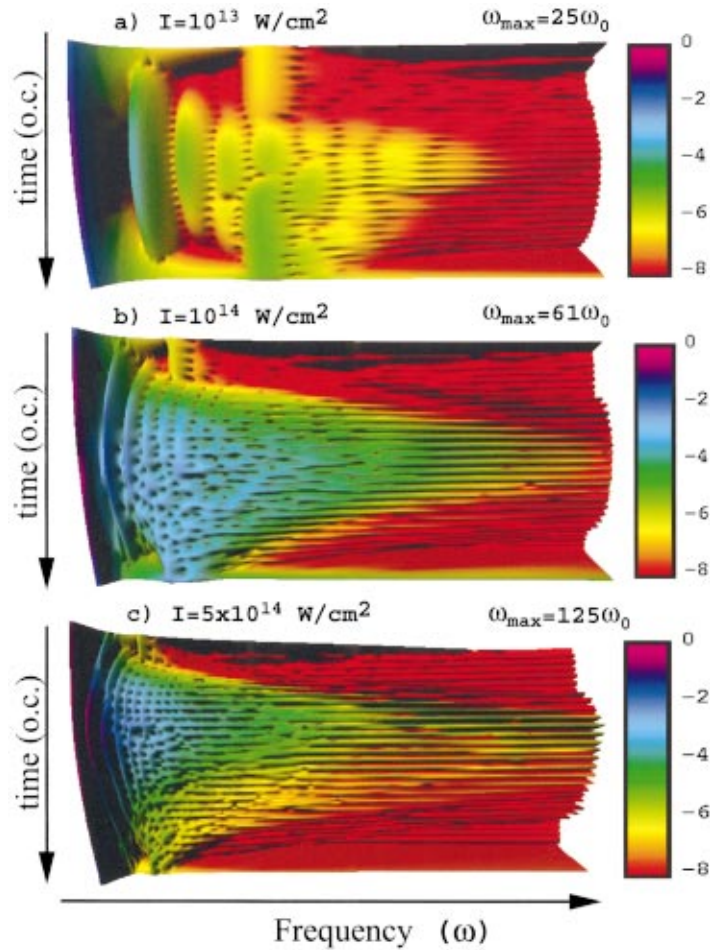 a) I=10¹³ W/cm² ω_max=25ω₀
time (o.c.)
0
-2
-4
-6
-8
b) I=10¹⁴ W/cm² ω_max=61ω₀
time (o.c.)
0
-2
-4
-6
-8
c) I=5x10¹⁴ W/cm² ω_max=125ω₀
time (o.c.)
0
-2
-4
-6
-8
Frequency (ω)